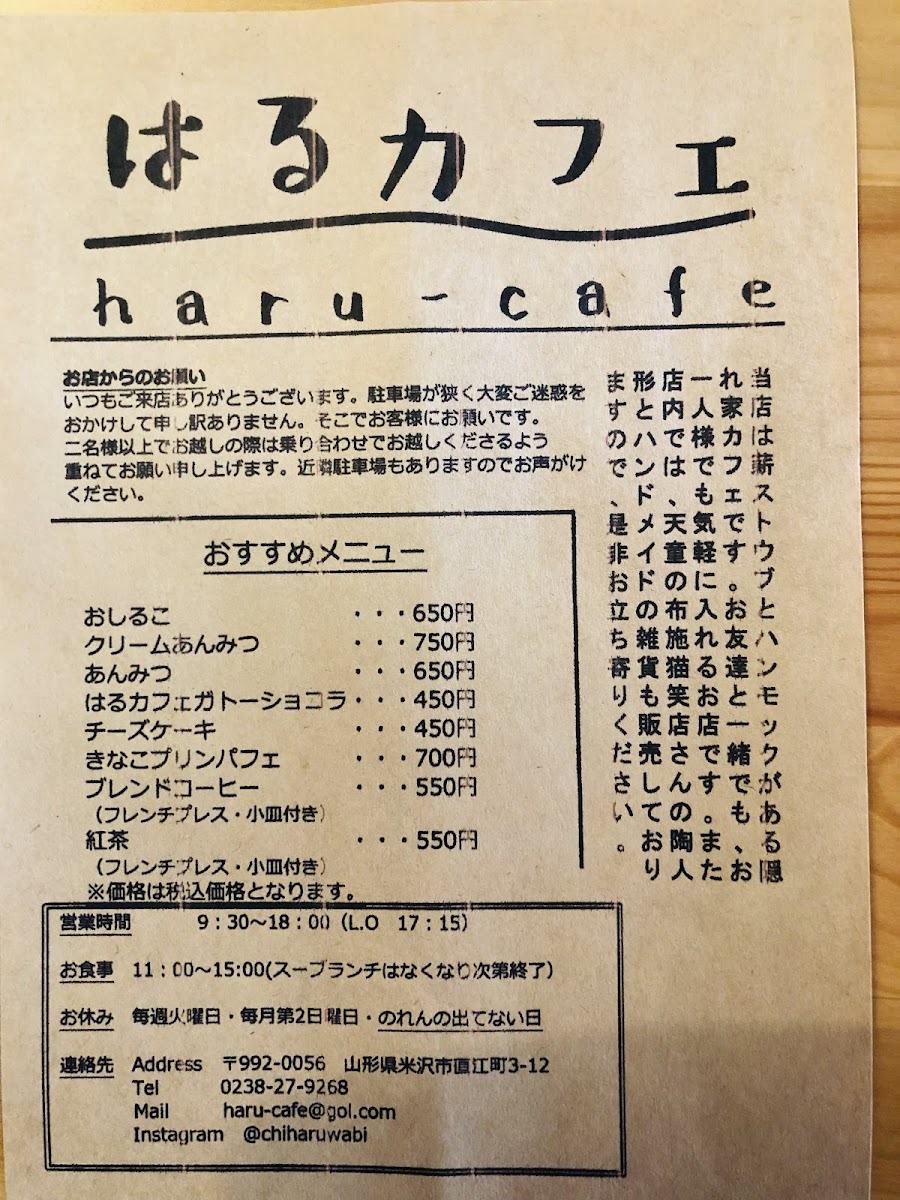 はるカフェ
haru-cafe
お店からのお願い
いつもご来店ありがとうございます。駐車場が狭く大変ご迷惑を
おかけして申し訳ありません。そこでお客様にお願いです。
二名様以上でお越しの際は乗り合わせでお越しくださるよう
重ねてお願い申し上げます。近隣駐車場もありますのでお声がけ
ください。
当店は薪ストウブとハンモックがある隠
れ家カフェです。お友達と一緒でも、お
一人様でも気軽に入れるお店です。また
店内では、天童の布施猫笑店さんの陶人
形とハンドメイドの雑貨も販売しており
ますので、是非お立ち寄りください。
おすすめメニュー
おしるこ ・・・650円
クリームあんみつ ・・・750円
あんみつ ・・・650円
はるカフェガトーショコラ・・・450円
チーズケーキ ・・・450円
きなこプリンパフェ ・・・700円
ブレンドコーヒー ・・・550円
（フレンチプレス・小皿付き）
紅茶 ・・・550円
（フレンチプレス・小皿付き）
※価格は税込価格となります。
営業時間 9：30～18：00（L.O 17：15）
お食事 11：00～15:00(スープランチはなくなり次第終了）
お休み 毎週火曜日・毎月第2日曜日・のれんの出てない日
連絡先 Address 〒992-0056 山形県米沢市直江町3-12
Tel 0238-27-9268
Mail haru-cafe@gol.com
Instagram @chiharuwabi